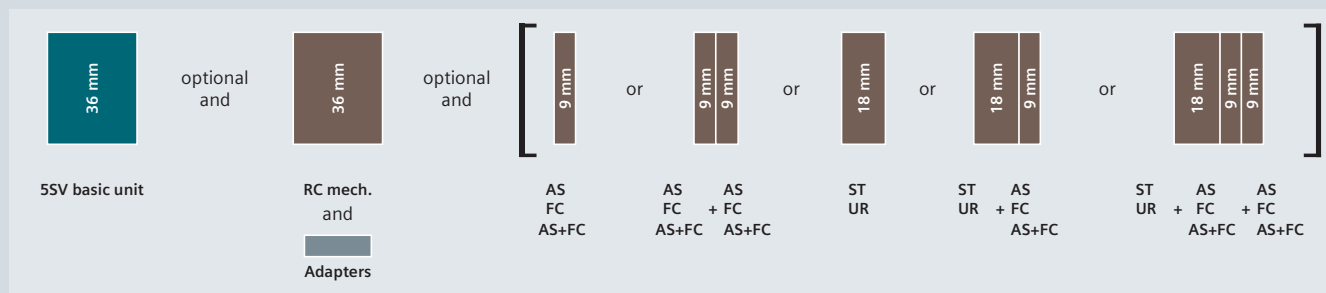 36 mm
optional
and
36 mm
optional
and
9 mm
or
9 mm
9 mm
or
18 mm
or
18 mm
9 mm
or
18 mm
9 mm
9 mm
5SV basic unit
RC mech.
and
Adapters
AS
FC
AS+FC
AS AS
FC + FC
AS+FC AS+FC
ST
UR
ST AS
UR + FC
AS+FC
ST AS AS
UR + FC + FC
AS+FC AS+FC